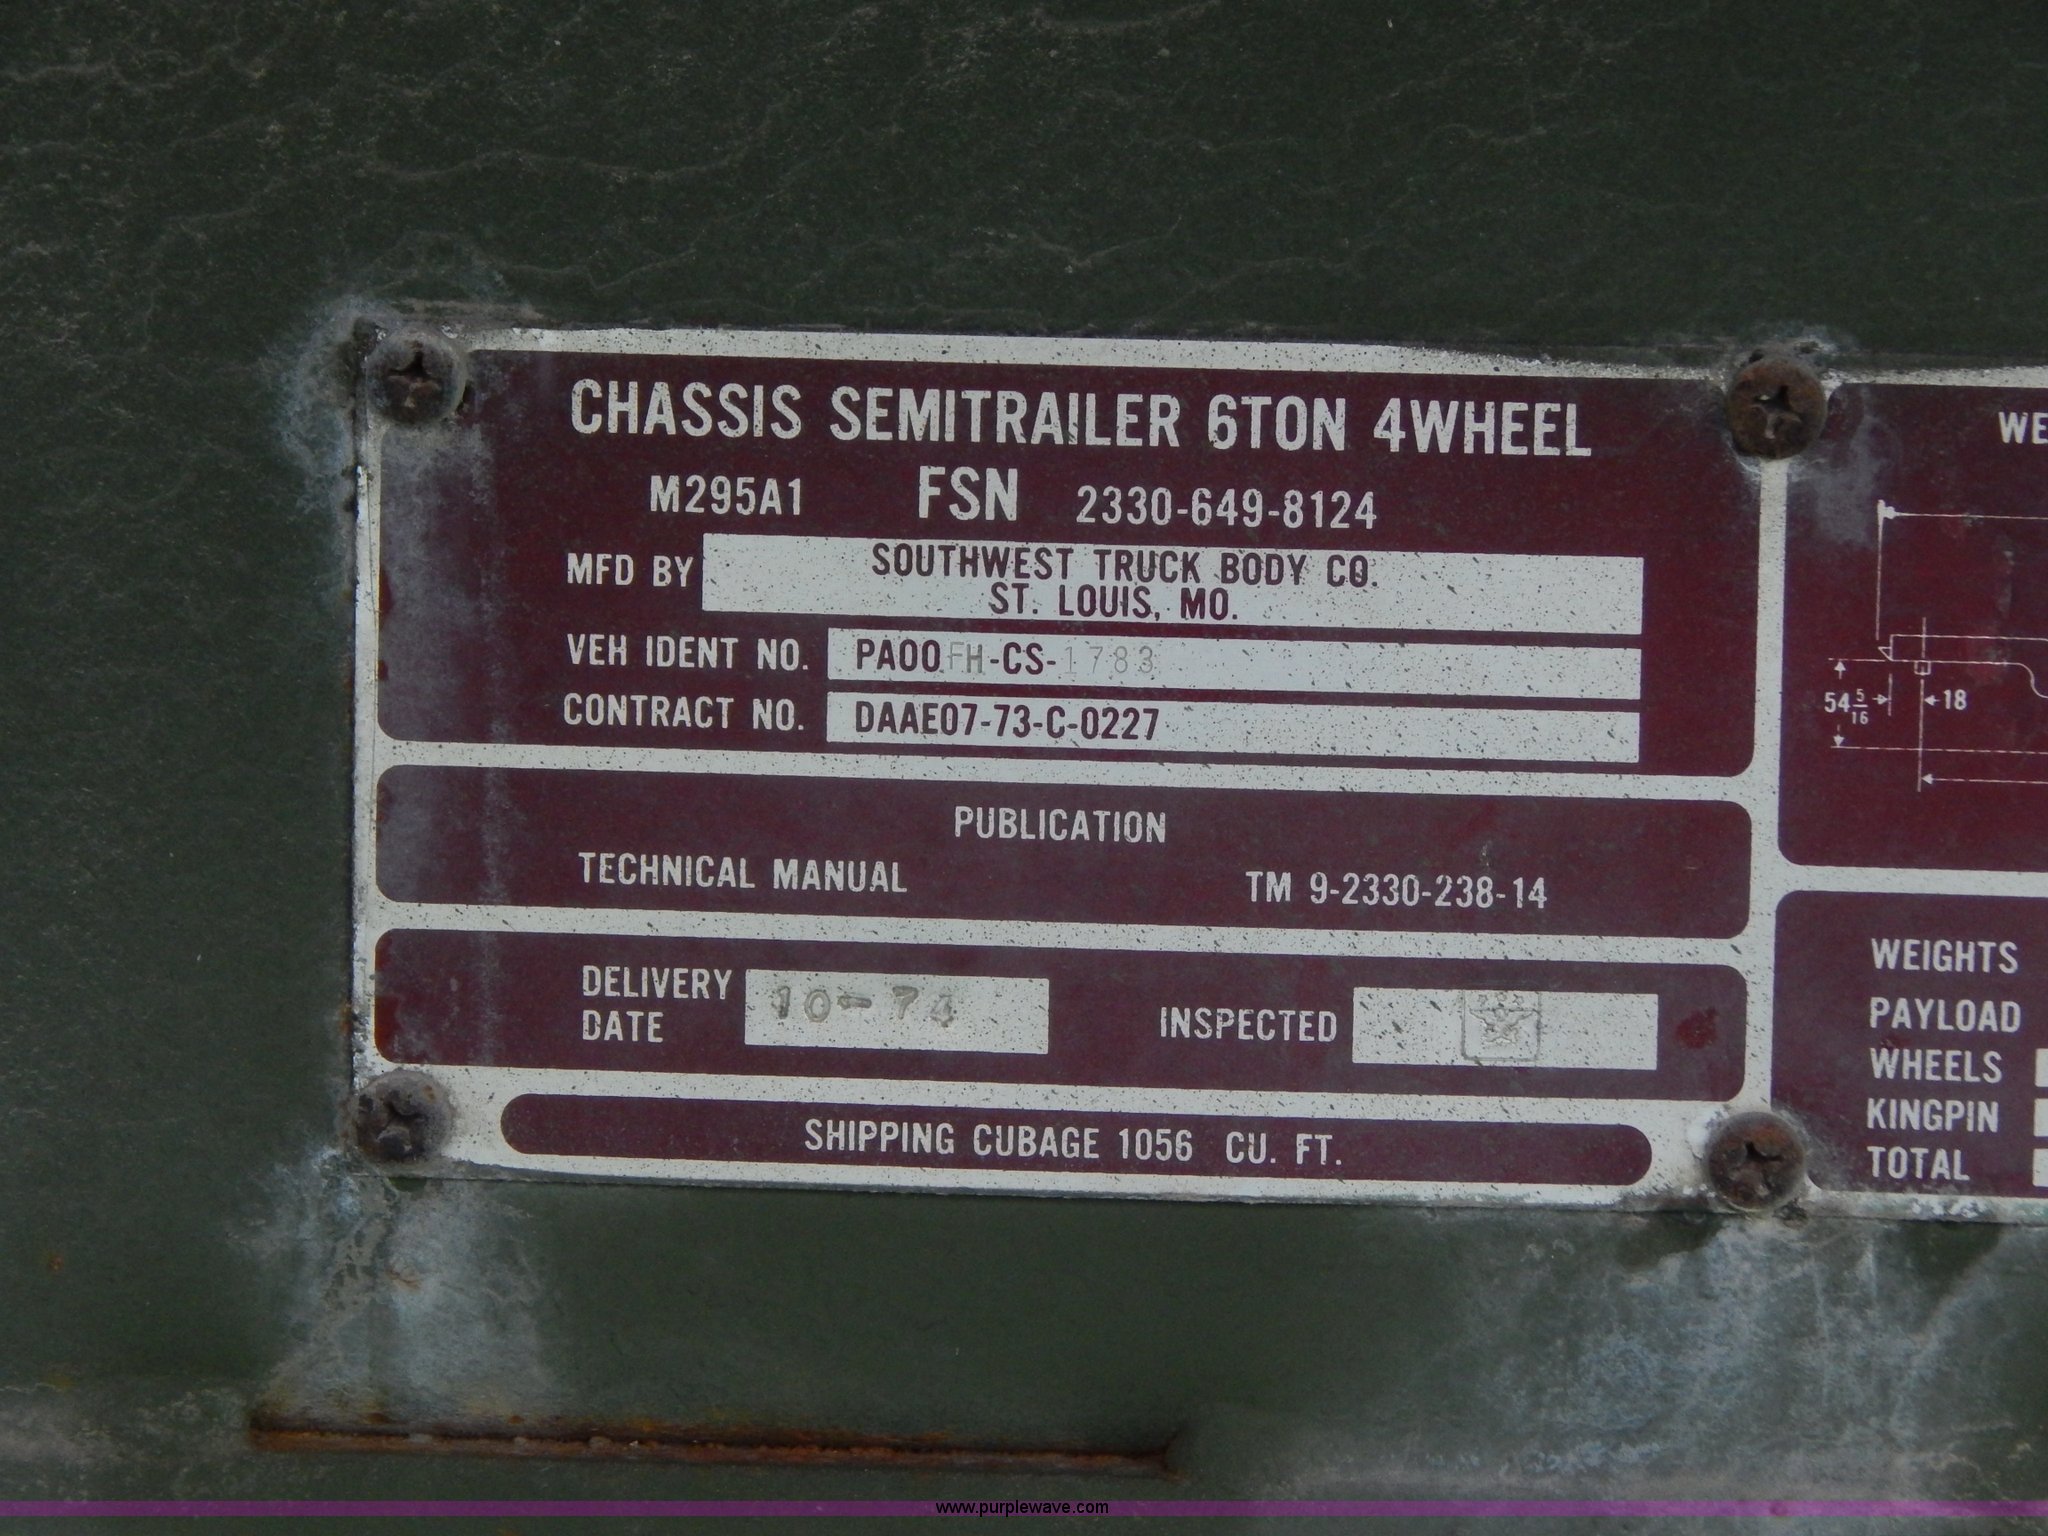 CHASSIS SEMITRAILER 6TON 4WHEEL
M295A1 FSN 2330-649-8124
MFD BY SOUTHWEST TRUCK BODY CO.
ST. LOUIS, MO.
VEH IDENT NO. PA00FH-CS-1783
CONTRACT NO. DAAE07-73-C-0227
PUBLICATION
TECHNICAL MANUAL TM 9-2330-238-14
DELIVERY
DATE 10-74
INSPECTED
SHIPPING CUBAGE 1056 CU. FT.
WE
54 5/16 18
WEIGHTS
PAYLOAD
WHEELS
KINGPIN
TOTAL
www.purplewave.com